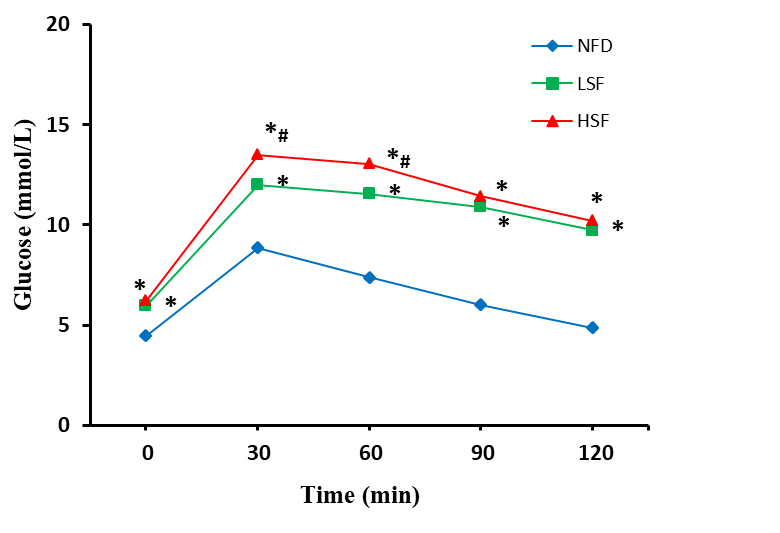 20
NFD
LSF
HSF
15
*#
*#
*
*
*
*
*
10
*
*
*
*
5
0
0 30 60 90 120
Glucose (mmol/L)
Time (min)